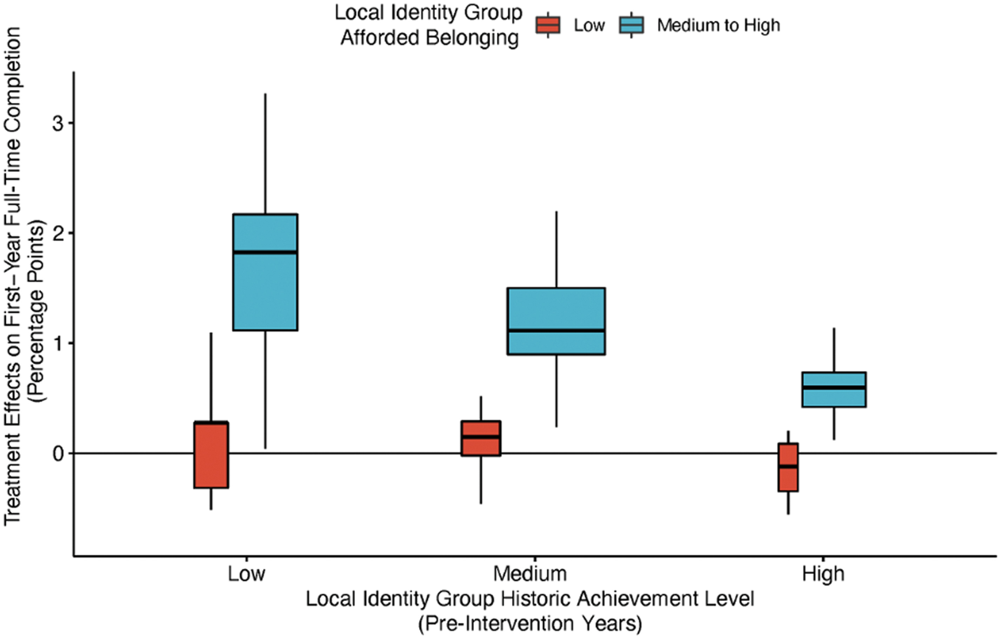 Local Identity Group
Afforded Belonging
Low
Medium to High
Treatment Effects on First–Year Full-Time Completion
(Percentage Points)
3
2
1
0
Low
Medium
High
Local Identity Group Historic Achievement Level
(Pre-Intervention Years)